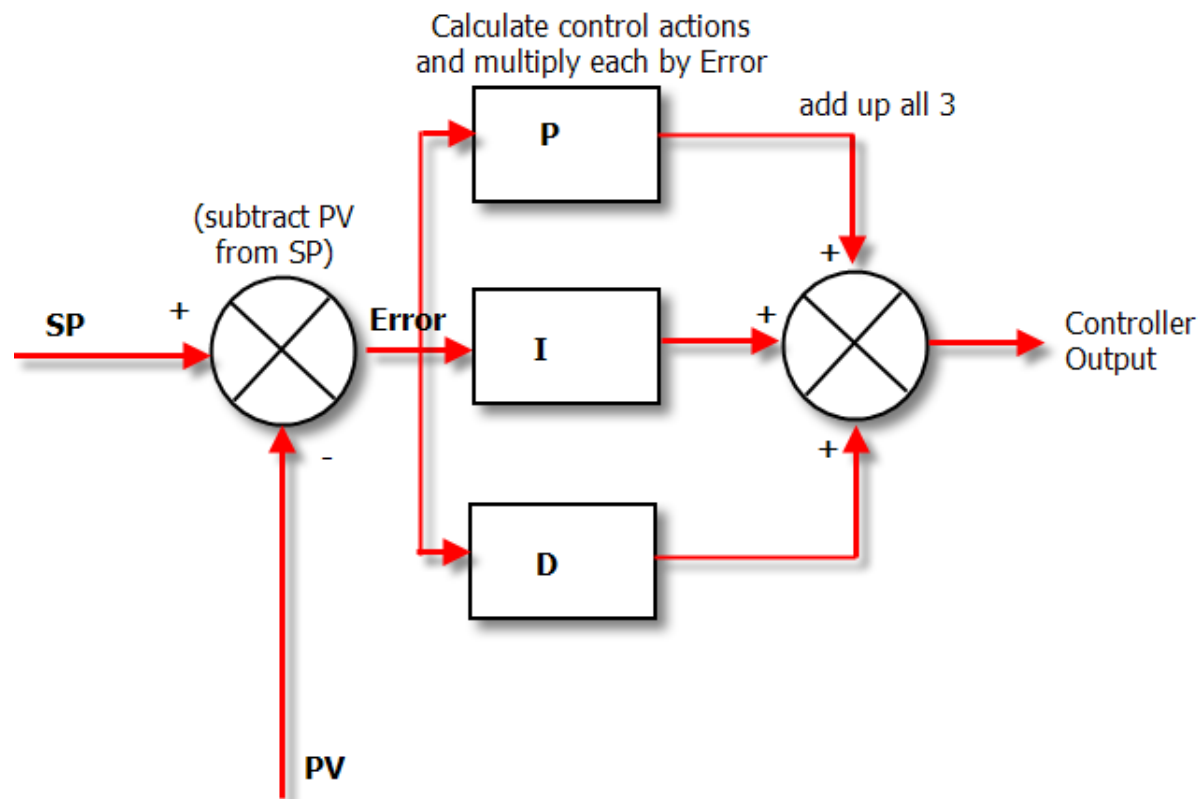 Calculate control actions
and multiply each by Error
P
add up all 3
(subtract PV
from SP)
+
SP
+
Error
I
+
Controller
Output
-
+
D
PV